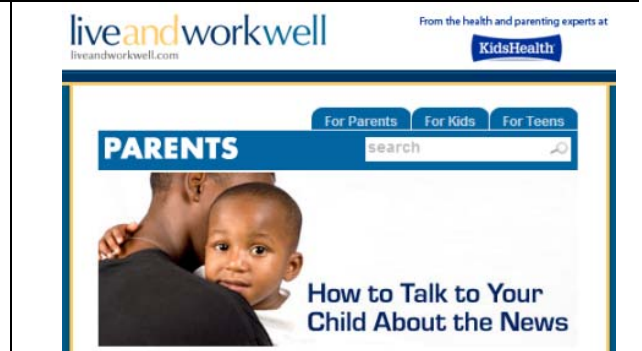 liveandworkwell
liveandworkwell.com
From the health and parenting experts at
KidsHealth
For Parents
For Kids
For Teens
PARENTS
search
How to Talk to Your
Child About the News